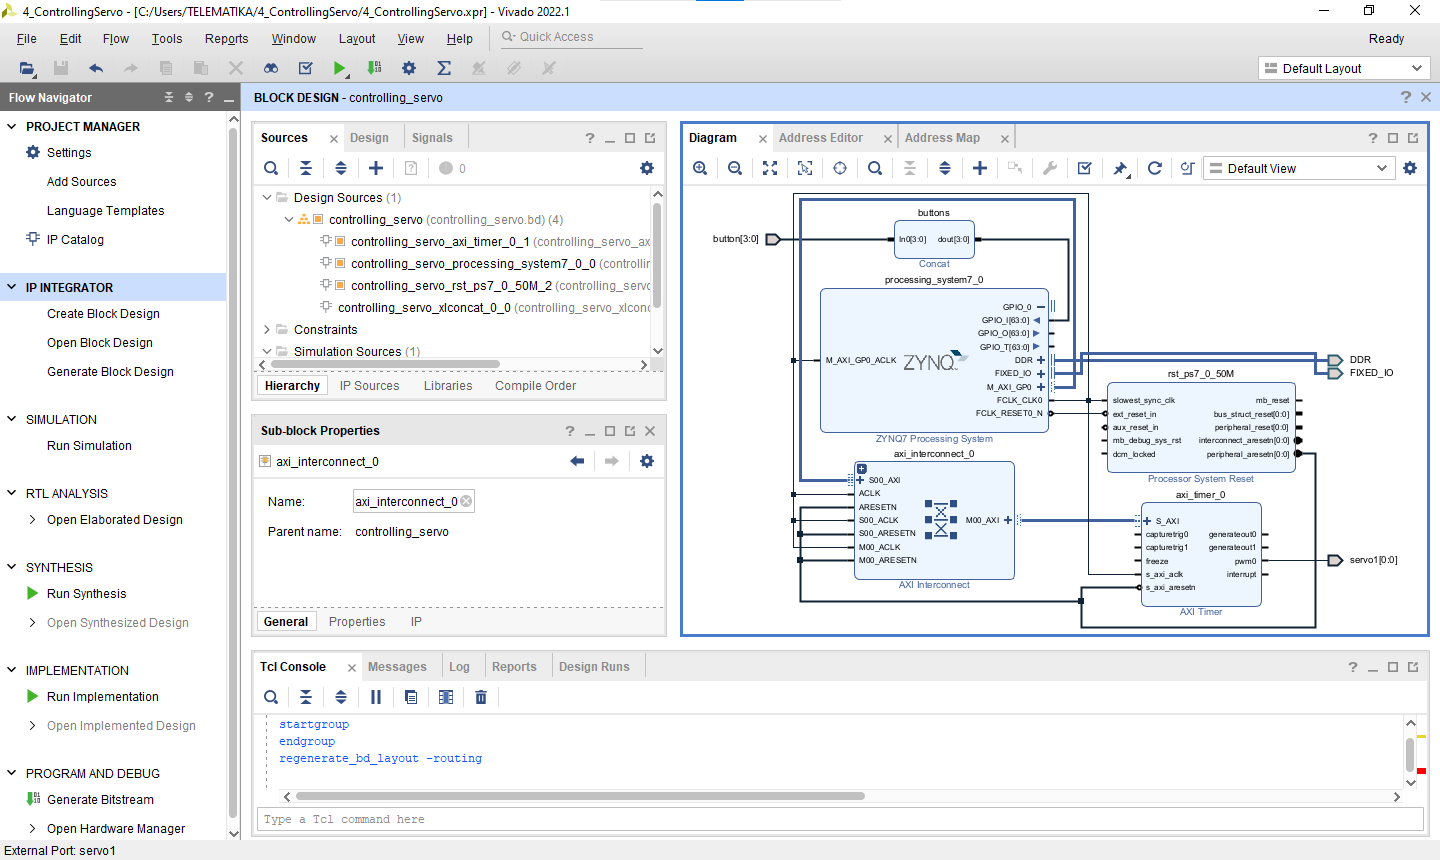 4_ControllingServo - [C:/Users/TELEMATIKA/4_ControllingServo/4_ControllingServo.xpr] - Vivado 2022.1
File Edit Flow Tools Reports Window Layout View Help Quick Access Ready
Default Layout
Flow Navigator
PROJECT MANAGER
Settings
Add Sources
Language Templates
IP Catalog
IP INTEGRATOR
Create Block Design
Open Block Design
Generate Block Design
SIMULATION
Run Simulation
RTL ANALYSIS
Open Elaborated Design
SYNTHESIS
Run Synthesis
Open Synthesized Design
IMPLEMENTATION
Run Implementation
Open Implemented Design
PROGRAM AND DEBUG
Generate Bitstream
Open Hardware Manager
BLOCK DESIGN - controlling_servo
Sources Design Signals
0
Design Sources (1)
controlling_servo (controlling_servo.bd) (4)
controlling_servo_axi_timer_0_1 (controlling_servo_ax
controlling_servo_processing_system7_0_0 (controllir
controlling_servo_rst_ps7_0_50M_2 (controlling_servc
controlling_servo_xlconcat_0_0 (controlling_servo_xlc
Constraints
Simulation Sources (1)
Hierarchy IP Sources Libraries Compile Order
Sub-block Properties
axi_interconnect_0
Name: axi_interconnect_0
Parent name: controlling_servo
General Properties IP
Diagram Address Editor Address Map
Default View
buttons
button[3:0]
In0[3:0] dout[3:0]
Concat
processing_system7_0
GPIO_0
GPIO_I[63:0]
GPIO_O[63:0]
GPIO_T[63:0]
M_AXI_GP0_ACLK ZYNQ DDR
FIXED_IO
M_AXI_GP0
FCLK_CLK0
FCLK_RESET0_N
ZYNQ7 Processing System
DDR
FIXED_IO
rst_ps7_0_50M
slowest_sync_clk mb_reset
ext_reset_in bus_struct_reset[0:0]
aux_reset_in peripheral_reset[0:0]
mb_debug_sys_rst interconnect_aresetn[0:0]
dcm_locked peripheral_aresetn[0:0]
Processor System Reset
axi_interconnect_0
S00_AXI
ACLK
ARESETN
S00_ACLK M00_AXI
S00_ARESETN
M00_ACLK
M00_ARESETN
AXI Interconnect
axi_timer_0
S_AXI
capturetrig0 generateout0
capturetrig1 generateout1
freeze pwm0
s_axi_aclk interrupt
s_axi_aresetn
AXI Timer
servo1[0:0]
Tcl Console Messages Log Reports Design Runs
startgroup
endgroup
regenerate_bd_layout -routing
Type a Tcl command here
External Port: servo1